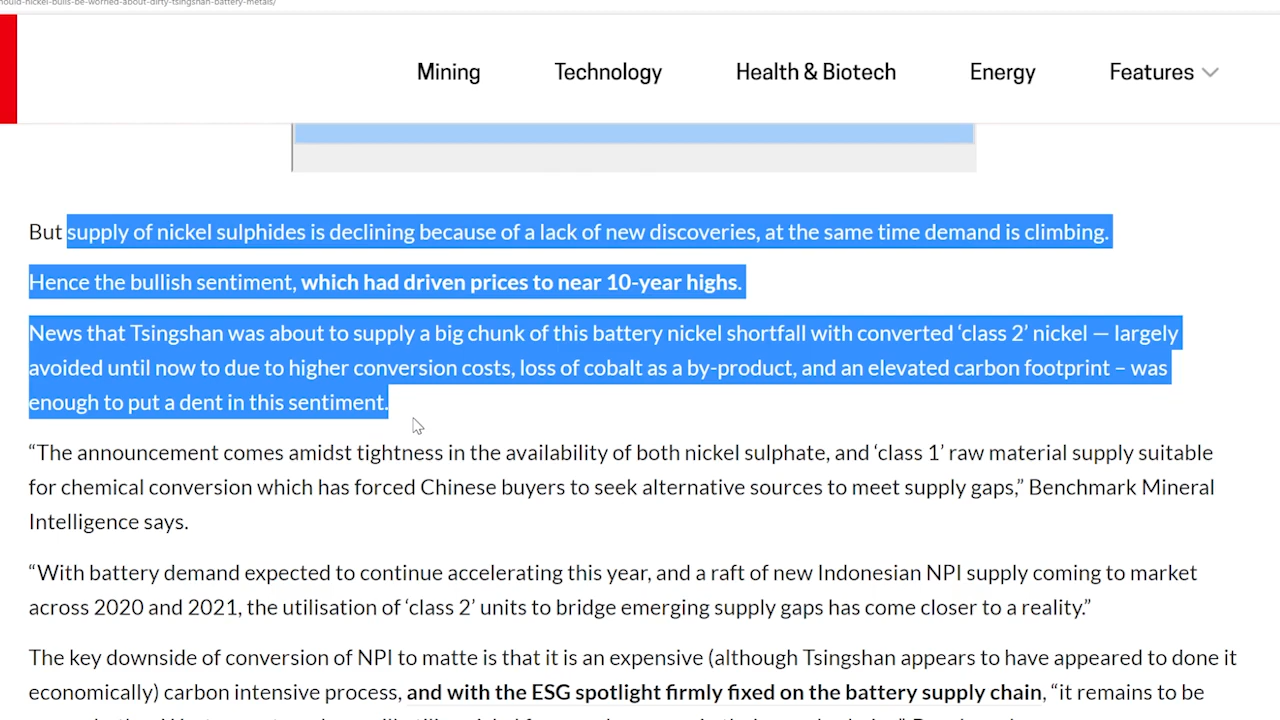 hould-nickel-bulls-be-worried-about-dirty-tsingshan-battery-metals/
Mining Technology Health & Biotech Energy Features
But supply of nickel sulphides is declining because of a lack of new discoveries, at the same time demand is climbing.
Hence the bullish sentiment, which had driven prices to near 10-year highs.
News that Tsingshan was about to supply a big chunk of this battery nickel shortfall with converted ‘class 2’ nickel — largely
avoided until now to due to higher conversion costs, loss of cobalt as a by-product, and an elevated carbon footprint – was
enough to put a dent in this sentiment.
“The announcement comes amidst tightness in the availability of both nickel sulphate, and ‘class 1’ raw material supply suitable
for chemical conversion which has forced Chinese buyers to seek alternative sources to meet supply gaps,” Benchmark Mineral
Intelligence says.
“With battery demand expected to continue accelerating this year, and a raft of new Indonesian NPI supply coming to market
across 2020 and 2021, the utilisation of ‘class 2’ units to bridge emerging supply gaps has come closer to a reality.”
The key downside of conversion of NPI to matte is that it is an expensive (although Tsingshan appears to have appeared to done it
economically) carbon intensive process, and with the ESG spotlight firmly fixed on the battery supply chain, “it remains to be